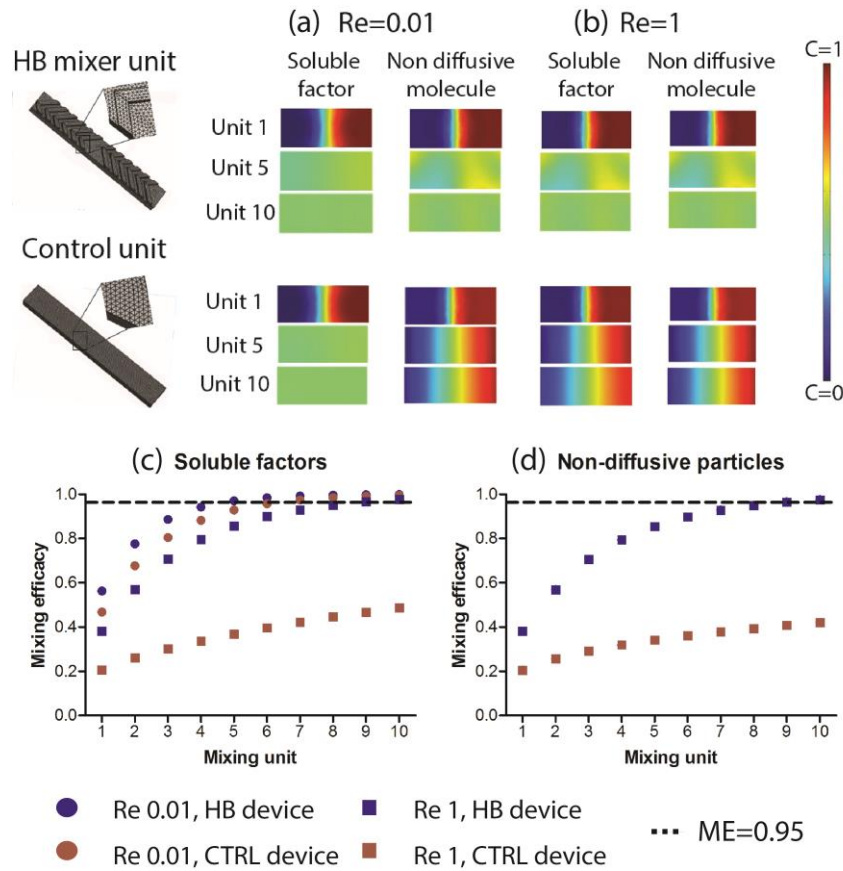 (a) Re=0.01
(b) Re=1
HB mixer unit
Soluble factor
Non diffusive molecule
Soluble factor
Non diffusive molecule
C=1
Unit 1
Unit 5
Unit 10
Control unit
Unit 1
Unit 5
Unit 10
C=0
(c) Soluble factors
Mixing efficacy
1.0
0.8
0.6
0.4
0.2
0.0
1 2 3 4 5 6 7 8 9 10
Mixing unit
(d) Non-diffusive particles
Mixing efficacy
1.0
0.8
0.6
0.4
0.2
0.0
1 2 3 4 5 6 7 8 9 10
Mixing unit
Re 0.01, HB device
Re 1, HB device
ME=0.95
Re 0.01, CTRL device
Re 1, CTRL device